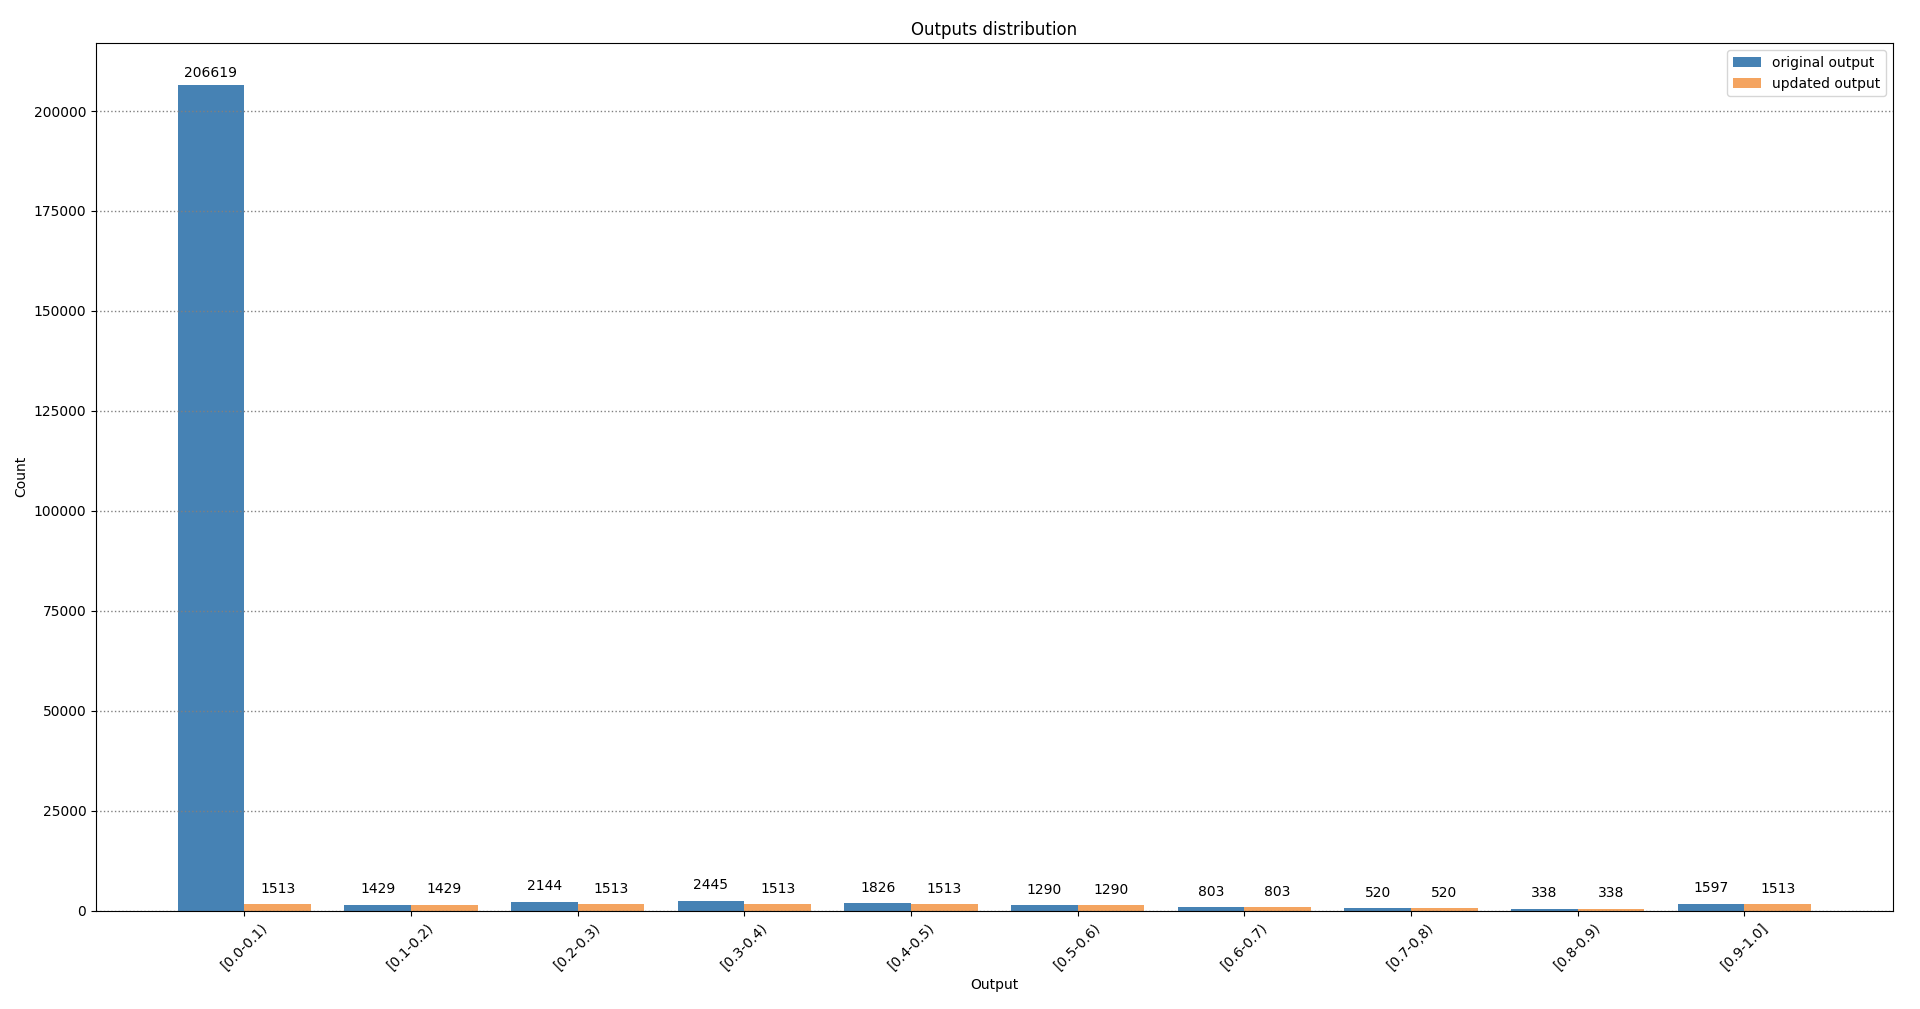 Outputs distribution
original output
updated output
Count
200000
175000
150000
125000
100000
75000
50000
25000
0
206619 1513 1429 1429 2144 1513 2445 1513 1826 1513 1290 1290 803 803 520 520 338 338 1597 1513
[0.0-0.1) [0.1-0.2) [0.2-0.3) [0.3-0.4) [0.4-0.5) [0.5-0.6) [0.6-0.7) [0.7-0,8) [0.8-0.9) [0.9-1.0]
Output